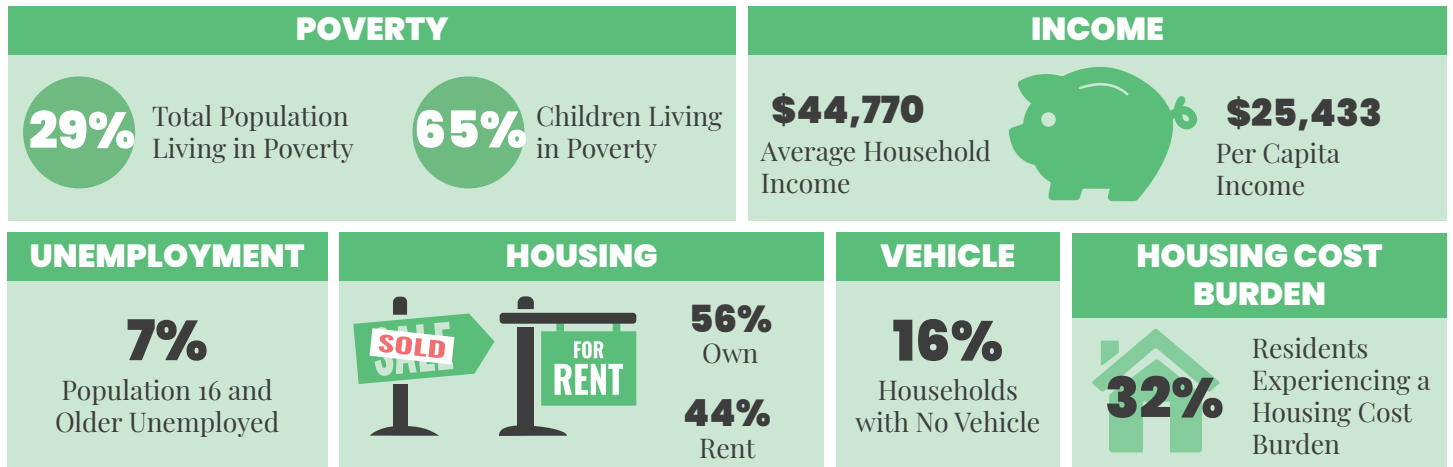 POVERTY
29%
Total Population
Living in Poverty
65%
Children Living
in Poverty
INCOME
$44,770
Average Household
Income
$25,433
Per Capita
Income
UNEMPLOYMENT
7%
Population 16 and
Older Unemployed
HOUSING
SALE
SOLD
FOR
RENT
56%
Own
44%
Rent
VEHICLE
16%
Households
with No Vehicle
HOUSING COST
BURDEN
32%
Residents
Experiencing a
Housing Cost
Burden